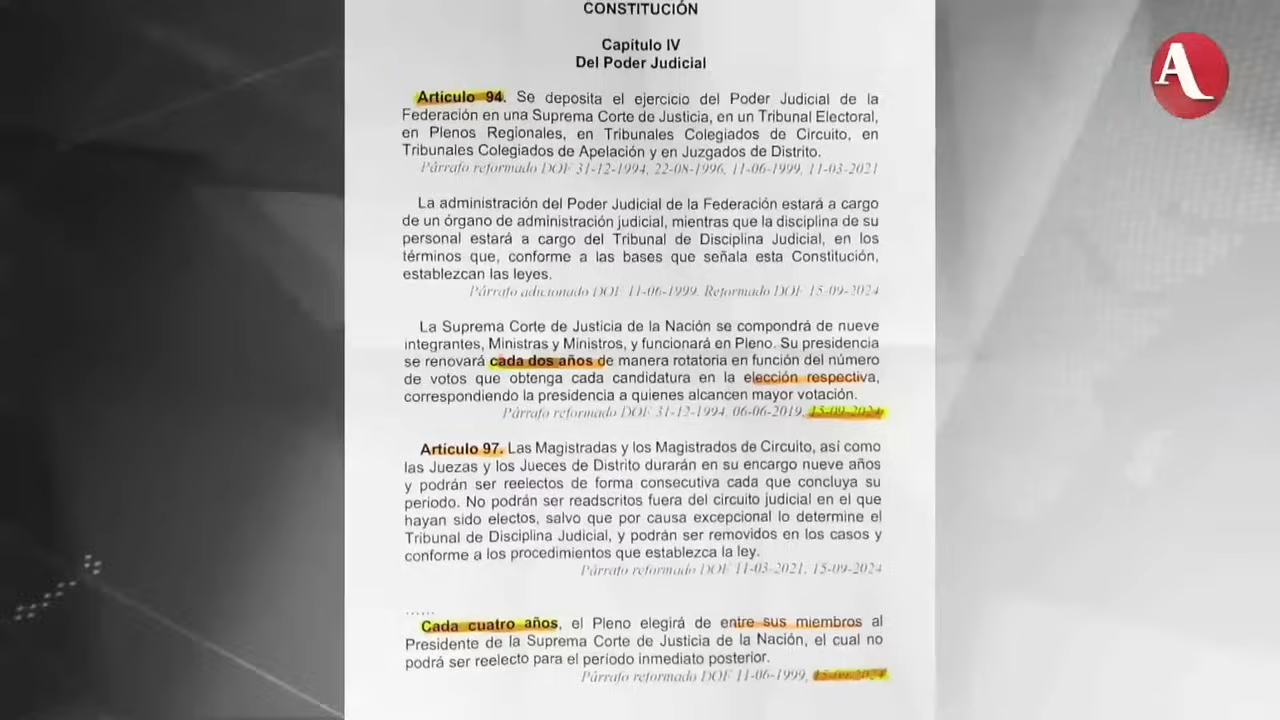 CONSTITUCIÓN
Capítulo IV
Del Poder Judicial
Artículo 94. Se deposita el ejercicio del Poder Judicial de la
Federación en una Suprema Corte de Justicia, en un Tribunal Electoral,
en Plenos Regionales, en Tribunales Colegiados de Circuito, en
Tribunales Colegiados de Apelación y en Juzgados de Distrito.
Párrafo reformado DOF 31-12-1994, 22-08-1996, 11-06-1999, 11-03-2021
La administración del Poder Judicial de la Federación estará a cargo
de un órgano de administración judicial, mientras que la disciplina de su
personal estará a cargo del Tribunal de Disciplina Judicial, en los
términos que, conforme a las bases que señala esta Constitución,
establezcan las leyes.
Párrafo adicionado DOF 11-06-1999. Reformado DOF 15-09-2024
La Suprema Corte de Justicia de la Nación se compondrá de nueve
integrantes, Ministras y Ministros, y funcionará en Pleno. Su presidencia
se renovará cada dos años de manera rotatoria en función del número
de votos que obtenga cada candidatura en la elección respectiva,
correspondiendo la presidencia a quienes alcancen mayor votación.
Párrafo reformado DOF 31-12-1994, 06-06-2019, 15-09-2024
Artículo 97. Las Magistradas y los Magistrados de Circuito, así como
las Juezas y los Jueces de Distrito durarán en su encargo nueve años
y podrán ser reelectos de forma consecutiva cada que concluya su
periodo. No podrán ser readscritos fuera del circuito judicial en el que
hayan sido electos, salvo que por causa excepcional lo determine el
Tribunal de Disciplina Judicial, y podrán ser removidos en los casos y
conforme a los procedimientos que establezca la ley.
Párrafo reformado DOF 11-03-2021, 15-09-2024
......
Cada cuatro años, el Pleno elegirá de entre sus miembros al
Presidente de la Suprema Corte de Justicia de la Nación, el cual no
podrá ser reelecto para el período inmediato posterior.
Párrafo reformado DOF 11-06-1999, 15-09-2024
A